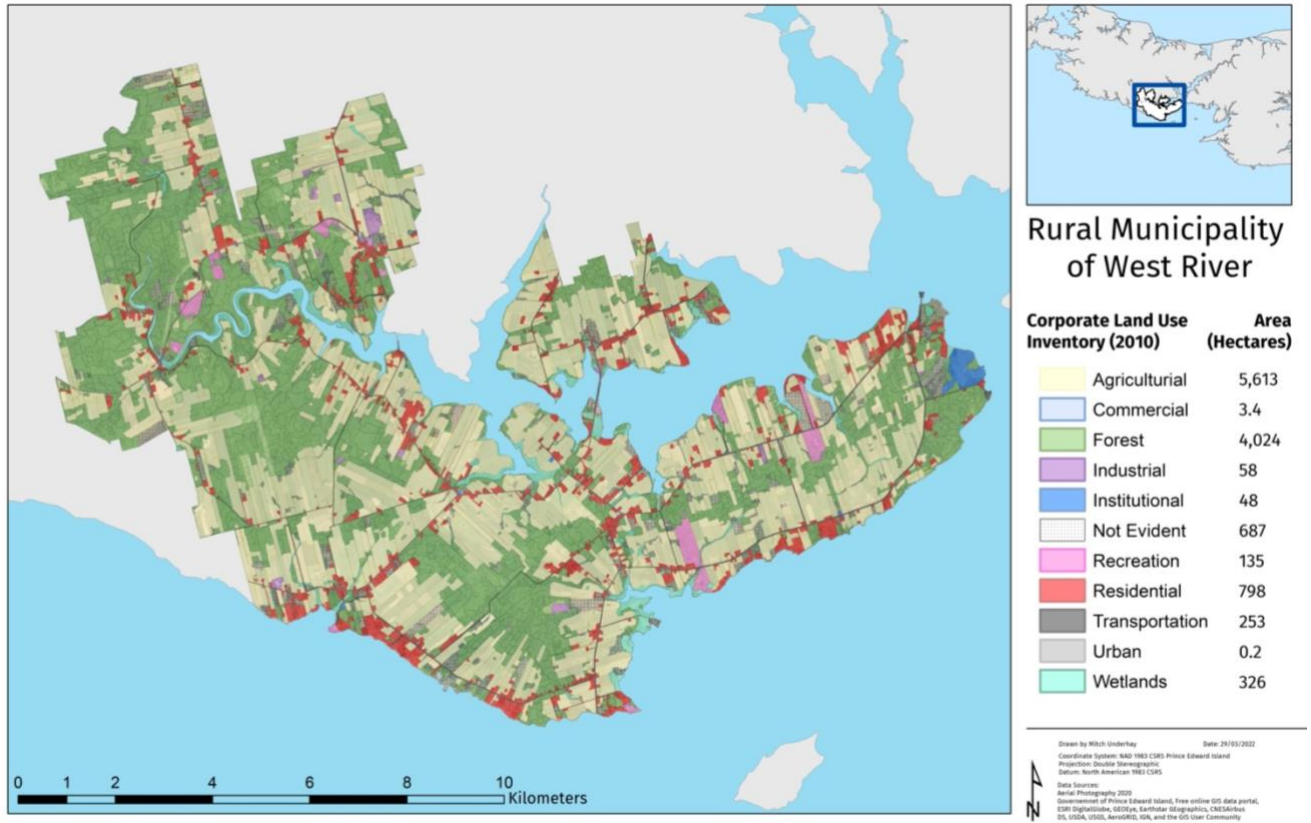 Rural Municipality
of West River
Corporate Land Use Area
Inventory (2010) (Hectares)
Agriculturial 5,613
Commercial 3.4
Forest 4,024
Industrial 58
Institutional 48
Not Evident 687
Recreation 135
Residential 798
Transportation 253
Urban 0.2
Wetlands 326
Drawn by Mitch Underhay Date: 29/03/2022
Coordinate System: NAD 1983 CSRS Prince Edward Island
Projection: Double Stereographic
Datum: North American 1983 CSRS
Data Sources:
Aerial Photography 2020
Governemnet of Prince Edward Island, Free online GIS data portal,
ESRI DigitalGlobe, GEOEye, Earthstar GEographics, CNESAirbus
DS, USDA, USGS, AeroGRID, IGN, and the GIS User Community
N
0 1 2 4 6 8 10
Kilometers